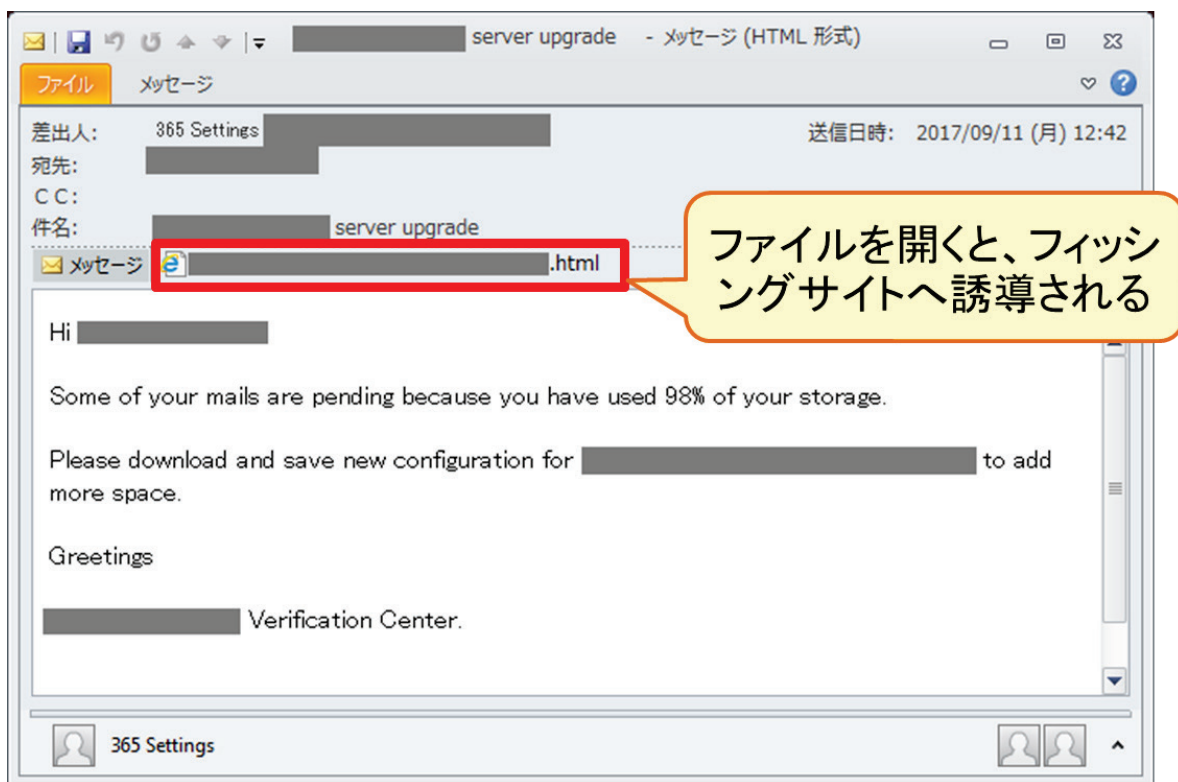 server upgrade - メッセージ (HTML 形式)
ファイル メッセージ
差出人: 365 Settings 送信日時: 2017/09/11 (月) 12:42
宛先:
CC:
件名: server upgrade
メッセージ .html
ファイルを開くと、フィッシ
ングサイトへ誘導される
Hi
Some of your mails are pending because you have used 98% of your storage.
Please download and save new configuration for to add
more space.
Greetings
Verification Center.
365 Settings